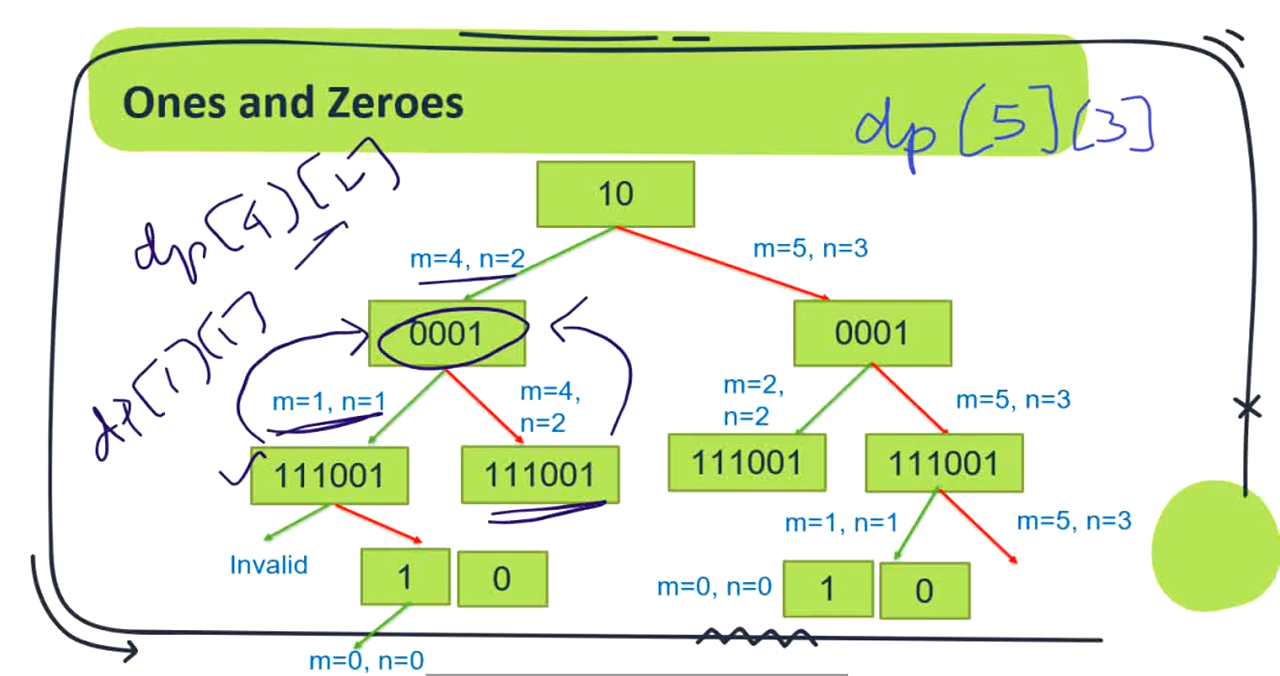 Ones and Zeroes
dp[5][3]
dp[4][2]
10
m=4, n=2
m=5, n=3
dp[1][1]
0001
0001
m=1, n=1
m=4,
n=2
m=2,
n=2
m=5, n=3
111001
111001
111001
111001
m=1, n=1
m=5, n=3
Invalid
1
0
m=0, n=0
1
0
m=0, n=0